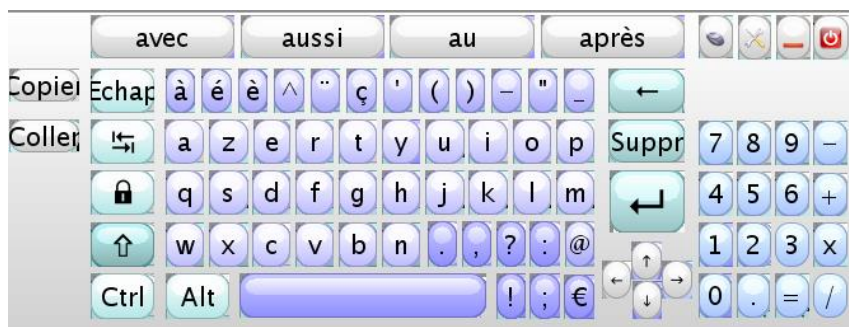 avec aussi au après
Copier Echap à é è ^ ¨ ç ' ( ) - " _ ←
Coller a z e r t y u i o p Suppr 7 8 9 -
q s d f g h j k l m 4 5 6 +
w x c v b n . , ? : @ ↑ 1 2 3 x
Ctrl Alt ! ; € ← ↓ → 0 . = /